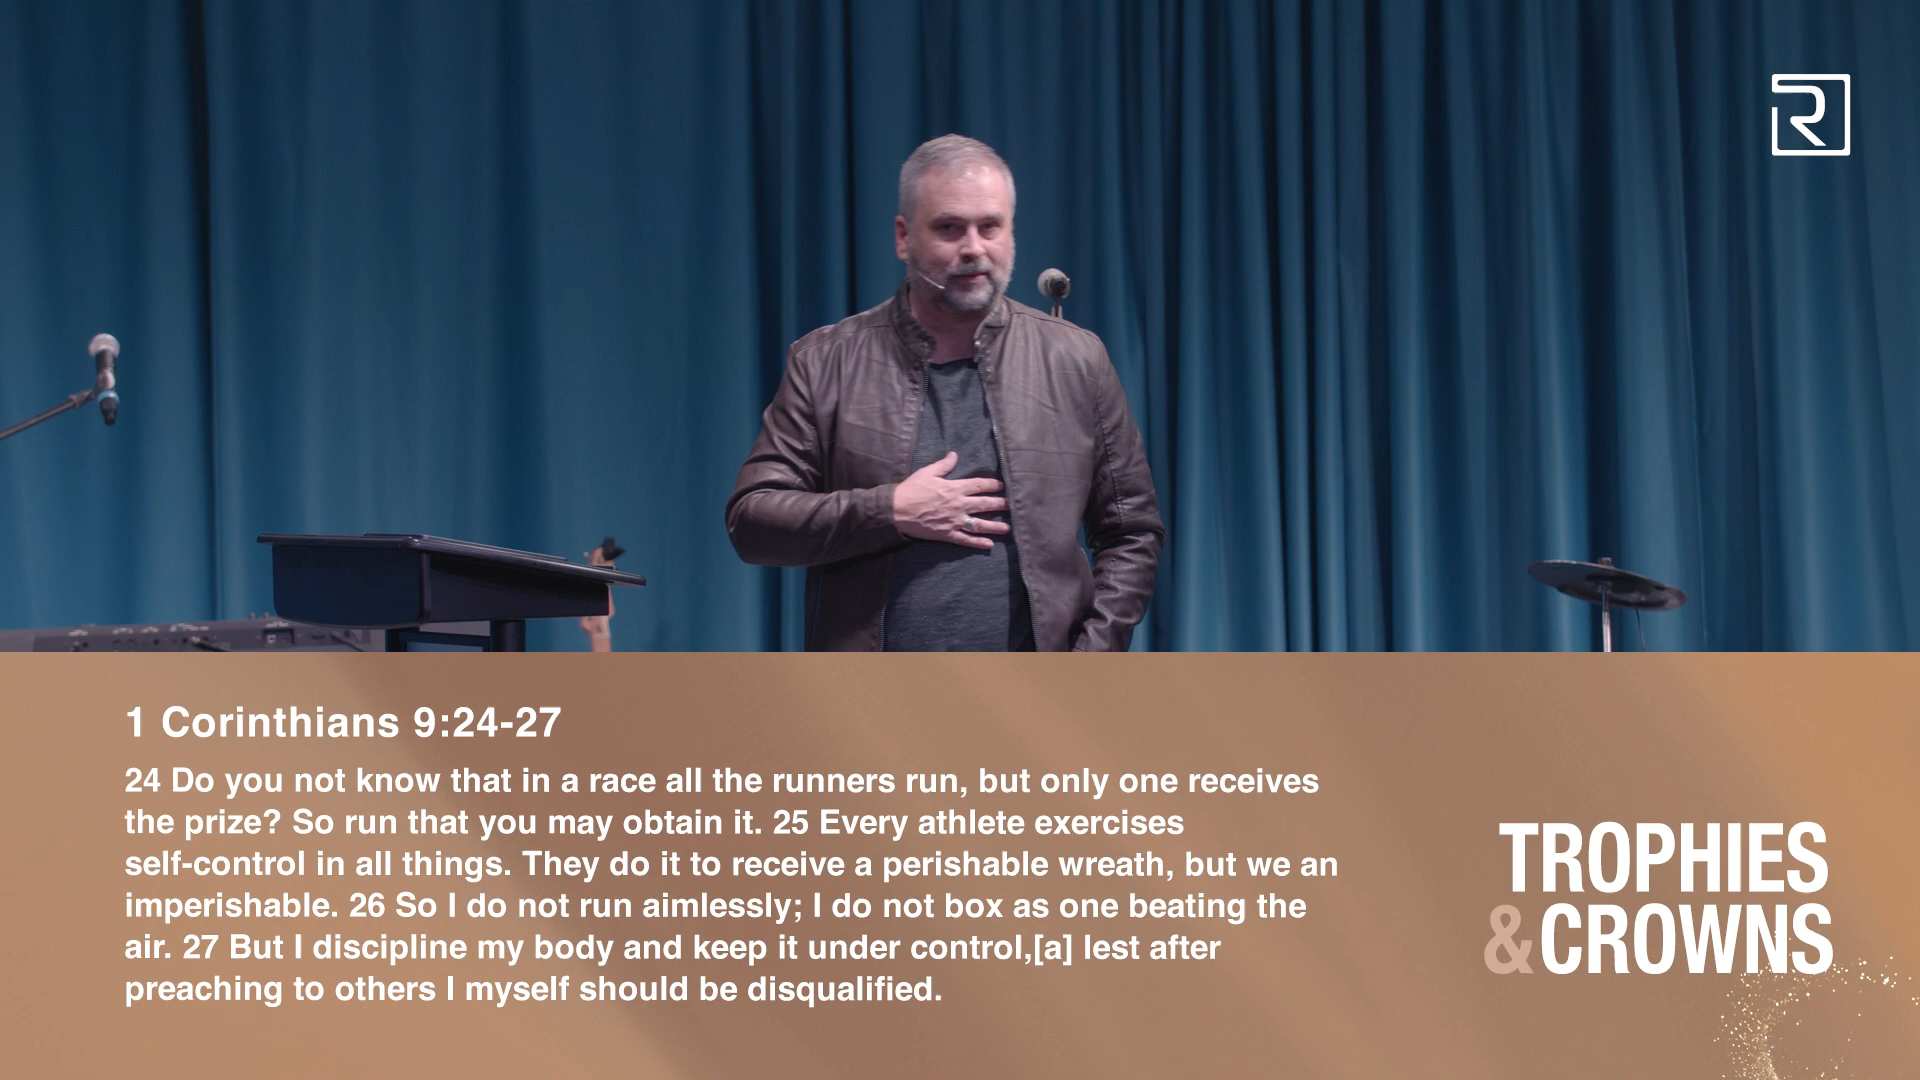 R
1 Corinthians 9:24-27
24 Do you not know that in a race all the runners run, but only one receives
the prize? So run that you may obtain it. 25 Every athlete exercises
self-control in all things. They do it to receive a perishable wreath, but we an
imperishable. 26 So I do not run aimlessly; I do not box as one beating the
air. 27 But I discipline my body and keep it under control,[a] lest after
preaching to others I myself should be disqualified.
TROPHIES
&CROWNS